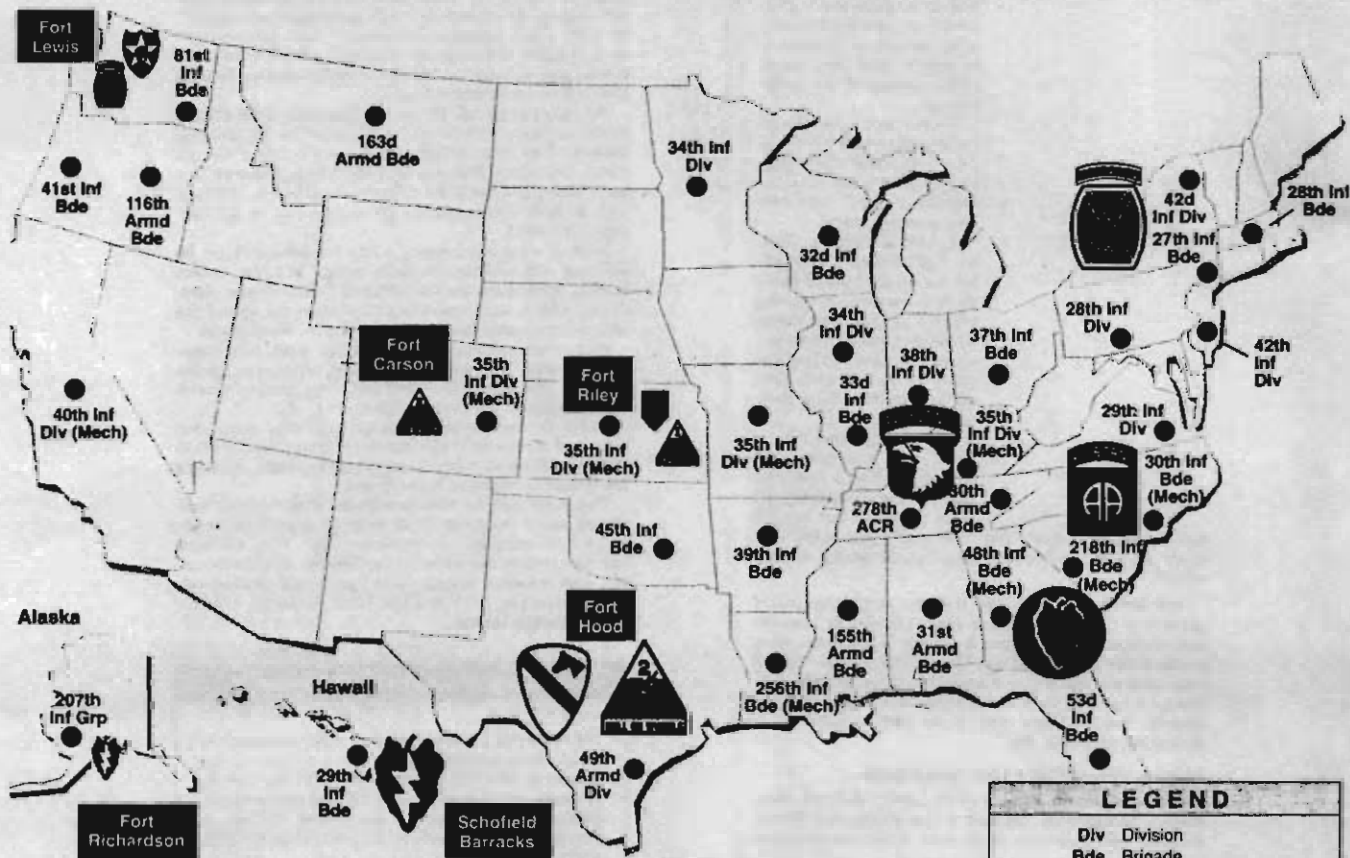 Fort
Lewis
81st
Inf
Bde
163d
Armd Bde
41st Inf
Bde
116th
Armd
Bde
34th Inf
Div
32d Inf
Bde
42d
Inf Div
27th Inf
Bde
28th Inf
Bde
28th Inf
Div
42th
Inf
Div
34th
Inf Div
38th
Inf Div
37th Inf
Bde
33d
Inf
Bde
35th
Inf Div
(Mech)
29th Inf
Div
30th Inf
Bde
(Mech)
Fort
Carson
35th
Inf Div
(Mech)
Fort
Riley
35th Inf
Div (Mech)
35th Inf
Div (Mech)
40th Inf
Div (Mech)
278th
ACR
30th
Armd
Bde
45th Inf
Bde
39th Inf
Bde
48th Inf
Bde
(Mech)
218th Inf
Bde
(Mech)
AA
Fort
Hood
2
155th
Armd
Bde
31st
Armd
Bde
256th Inf
Bde (Mech)
53d
Inf
Bde
49th
Armd
Div
Alaska
207th
Inf Grp
Fort
Richardson
Hawaii
29th
Inf
Bde
Schofield
Barracks
LEGEND
Div Division
Bde Brigade